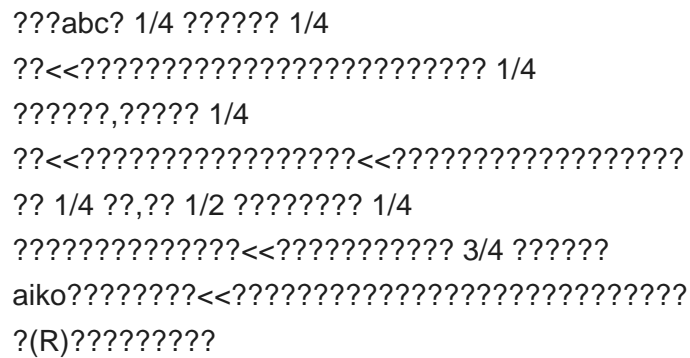 ???abc? 1/4 ?????? 1/4
??<<????????????????????????? 1/4
??????,????? 1/4
??<<?????????????????<<??????????????????
?? 1/4 ??,?? 1/2 ???????? 1/4
??????????????<<??????????? 3/4 ??????
aiko????????<<????????????????????????????
?(R)?????????